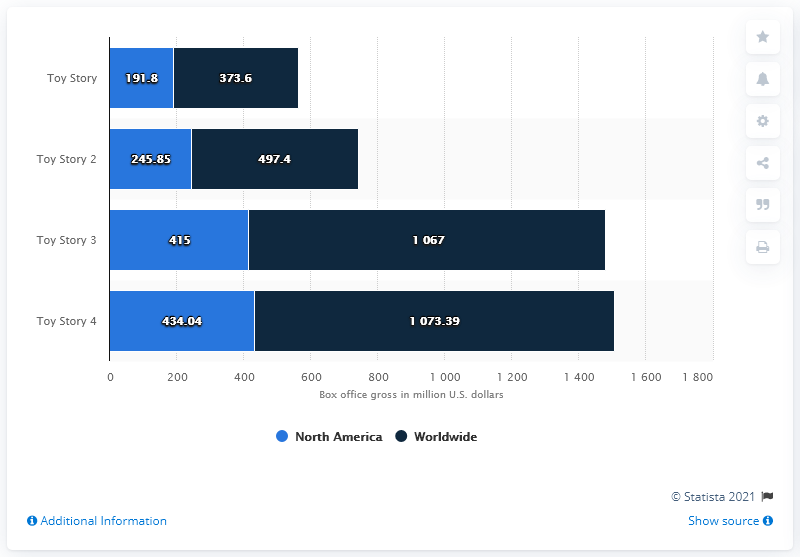 Toy Story 191.8 373.6
Toy Story 2 245.85 497.4
Toy Story 3 415 1 067
Toy Story 4 434.04 1 073.39
0 200 400 600 800 1 000 1 200 1 400 1 600 1 800
Box office gross in million U.S. dollars
North America Worldwide
© Statista 2021
Additional Information Show source